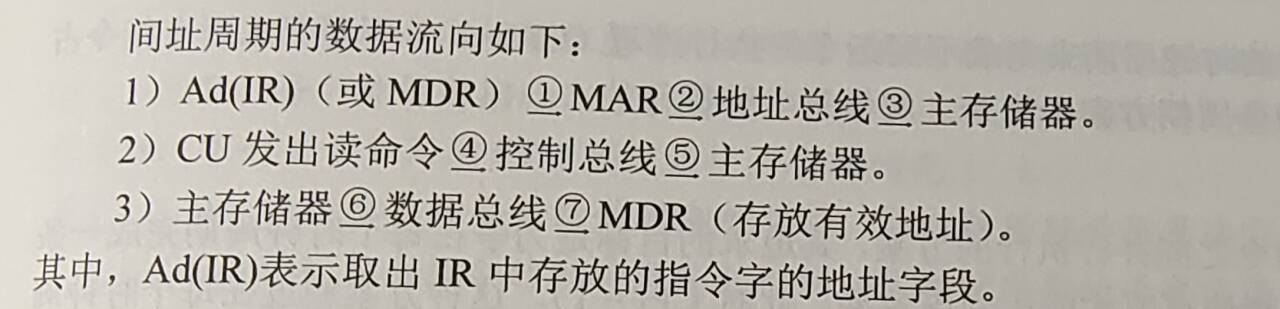 间址周期的数据流向如下：
1）Ad(IR)（或 MDR）①MAR②地址总线③主存储器。
2）CU 发出读命令④控制总线⑤主存储器。
3）主存储器⑥数据总线⑦MDR（存放有效地址）。
其中，Ad(IR)表示取出 IR 中存放的指令字的地址字段。